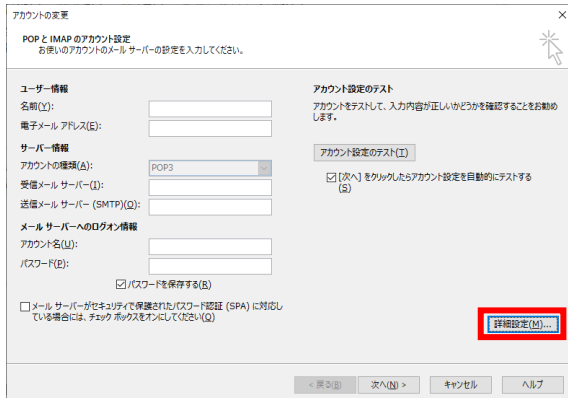 アカウントの変更
POP と IMAP のアカウント設定
お使いのアカウントのメール サーバーの設定を入力してください。
ユーザー情報
名前(Y):
電子メール アドレス(E):
サーバー情報
アカウントの種類(A):
POP3
受信メール サーバー(I):
送信メール サーバー (SMTP)(O):
メール サーバーへのログオン情報
アカウント名(U):
パスワード(P):
パスワードを保存する(R)
メール サーバーがセキュリティで保護されたパスワード認証 (SPA) に対応し
ている場合には、チェック ボックスをオンにしてください(Q)
アカウント設定のテスト
アカウントをテストして、入力内容が正しいかどうかを確認することをお勧め
します。
アカウント設定のテスト(T)
[次へ] をクリックしたらアカウント設定を自動的にテストする
(S)
詳細設定(M)...
< 戻る(B)
次へ(N) >
キャンセル
ヘルプ